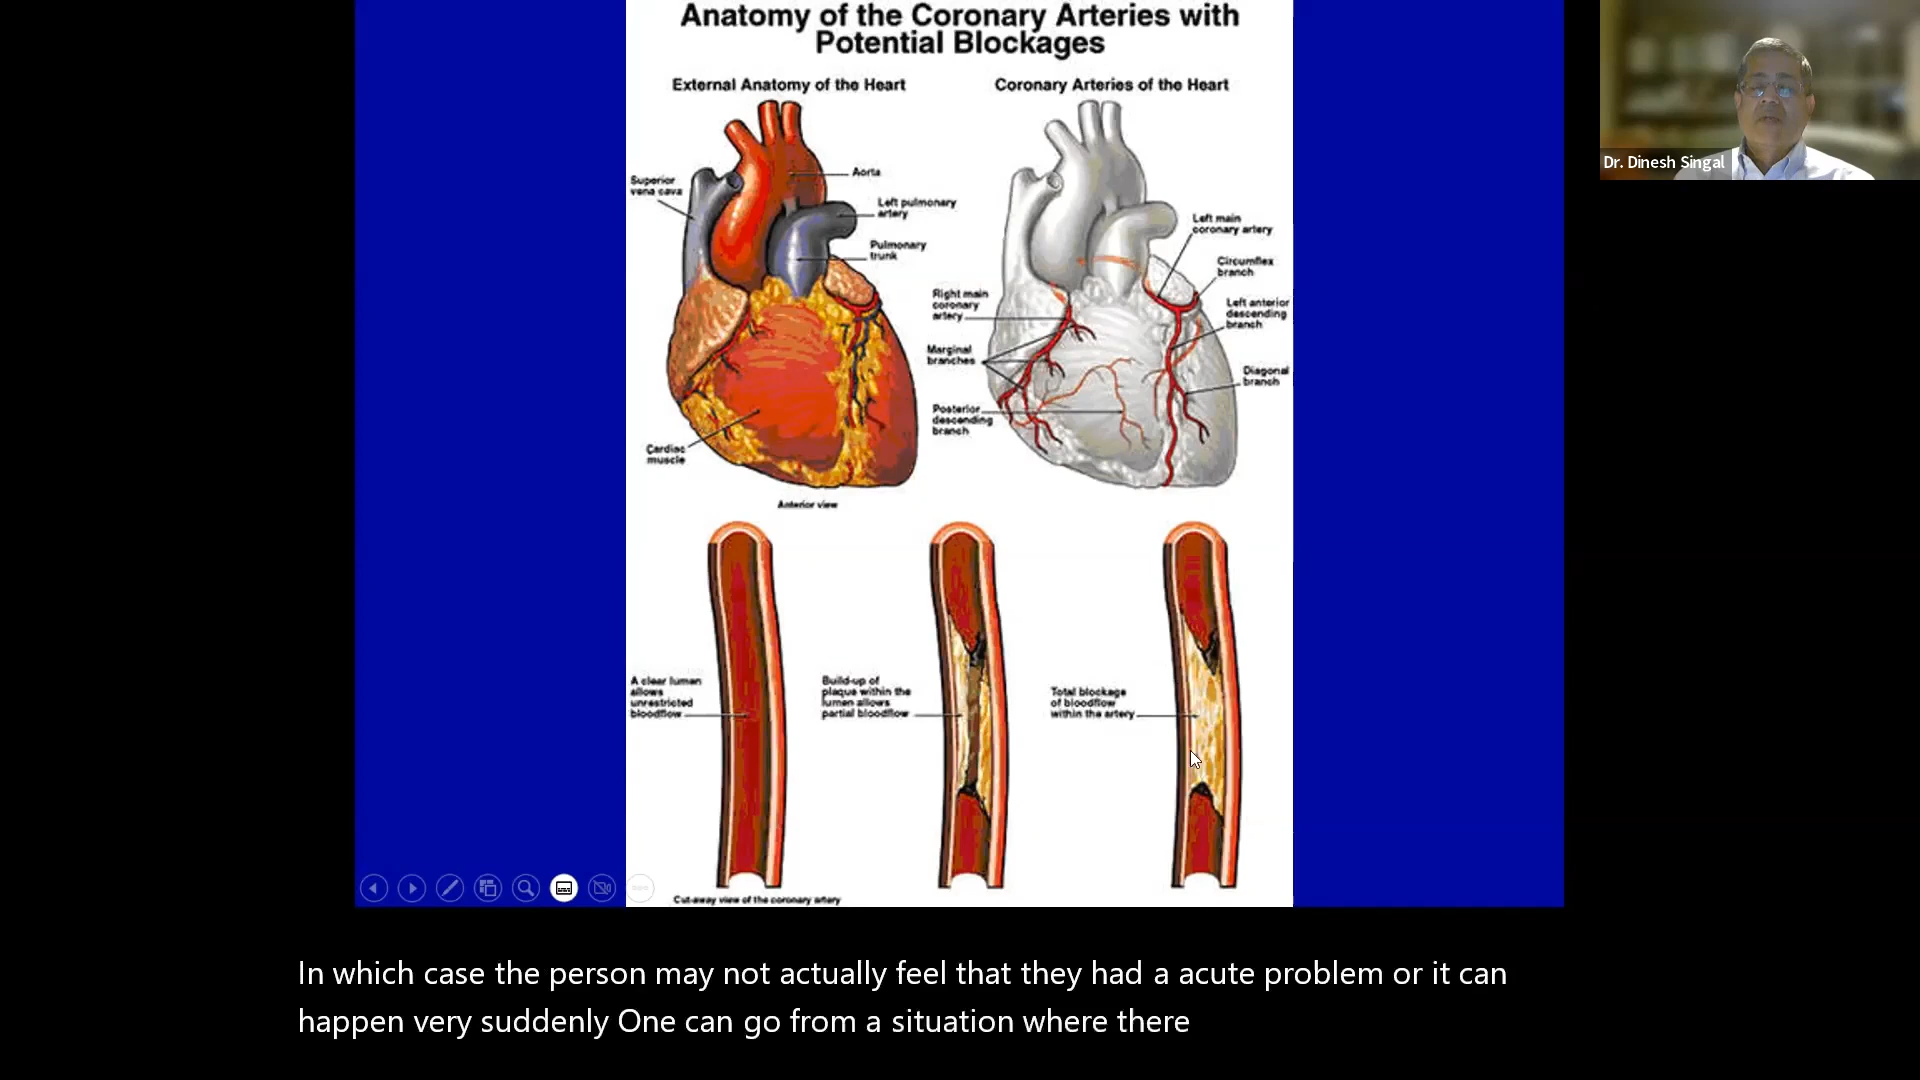 Anatomy of the Coronary Arteries with
Potential Blockages
External Anatomy of the Heart
Coronary Arteries of the Heart
Superior
vena cava
Aorta
Left pulmonary
artery
Pulmonary
trunk
Cardiac
muscle
Anterior view
Left main
coronary artery
Circumflex
branch
Right main
coronary
artery
Left anterior
descending
branch
Marginal
branches
Diagonal
branch
Posterior
descending
branch
A clear lumen
allows
unrestricted
bloodflow
Build-up of
plaque within the
lumen allows
partial bloodflow
Total blockage
of bloodflow
within the artery
Cut-away view of the coronary artery
Dr. Dinesh Singal
In which case the person may not actually feel that they had a acute problem or it can
happen very suddenly One can go from a situation where there